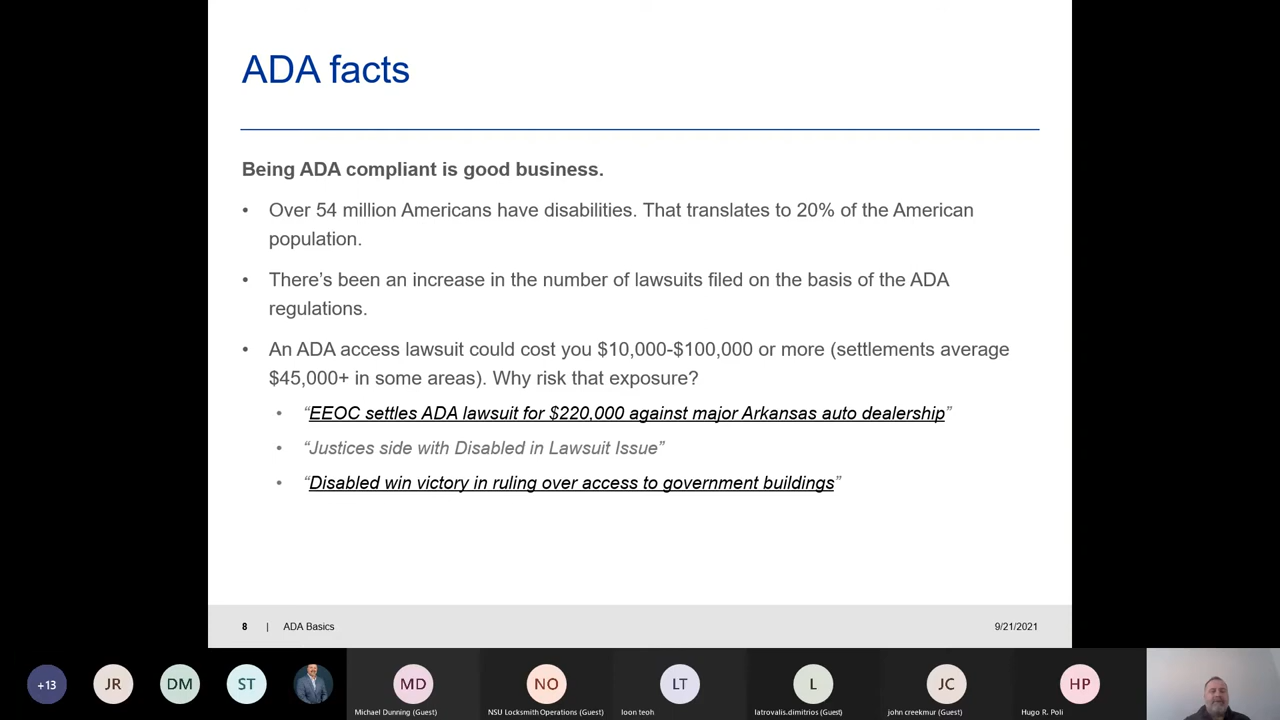 ADA facts
Being ADA compliant is good business.
• Over 54 million Americans have disabilities. That translates to 20% of the American
population.
• There’s been an increase in the number of lawsuits filed on the basis of the ADA
regulations.
• An ADA access lawsuit could cost you $10,000-$100,000 or more (settlements average
$45,000+ in some areas). Why risk that exposure?
• “EEOC settles ADA lawsuit for $220,000 against major Arkansas auto dealership”
• “Justices side with Disabled in Lawsuit Issue”
• “Disabled win victory in ruling over access to government buildings”
8 | ADA Basics 9/21/2021
+13 JR DM ST MD NO LT L JC HP
Michael Dunning (Guest) NSU Locksmith Operations (Guest) loon teoh latrovalis.dimitrios (Guest) john creekmur (Guest) Hugo R. Poli